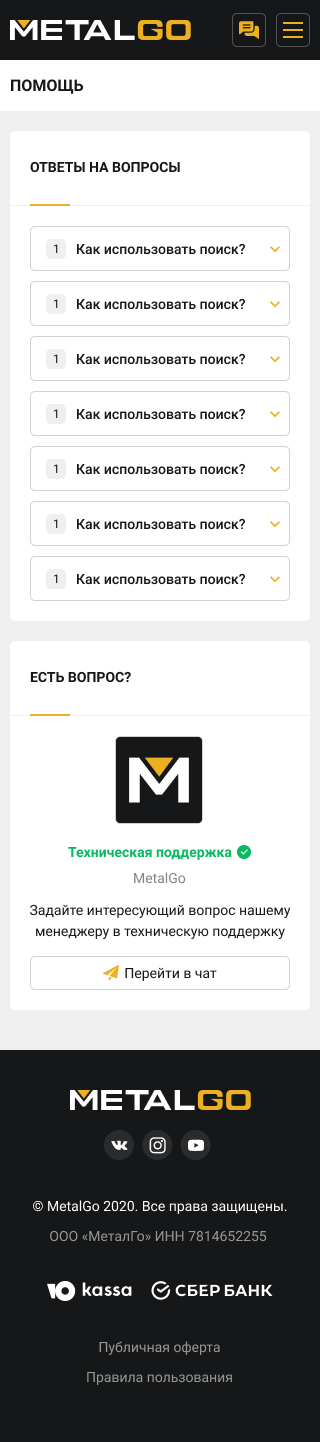 METALGO
ПОМОЩЬ
ОТВЕТЫ НА ВОПРОСЫ
1 Как использовать поиск?
1 Как использовать поиск?
1 Как использовать поиск?
1 Как использовать поиск?
1 Как использовать поиск?
1 Как использовать поиск?
1 Как использовать поиск?
ЕСТЬ ВОПРОС?
M
Техническая поддержка
MetalGo
Задайте интересующий вопрос нашему
менеджеру в техническую поддержку
Перейти в чат
METALGO
© MetalGo 2020. Все права защищены.
ООО «МеталГо» ИНН 7814652255
ЮO kassa СБЕР БАНК
Публичная оферта
Правила пользования